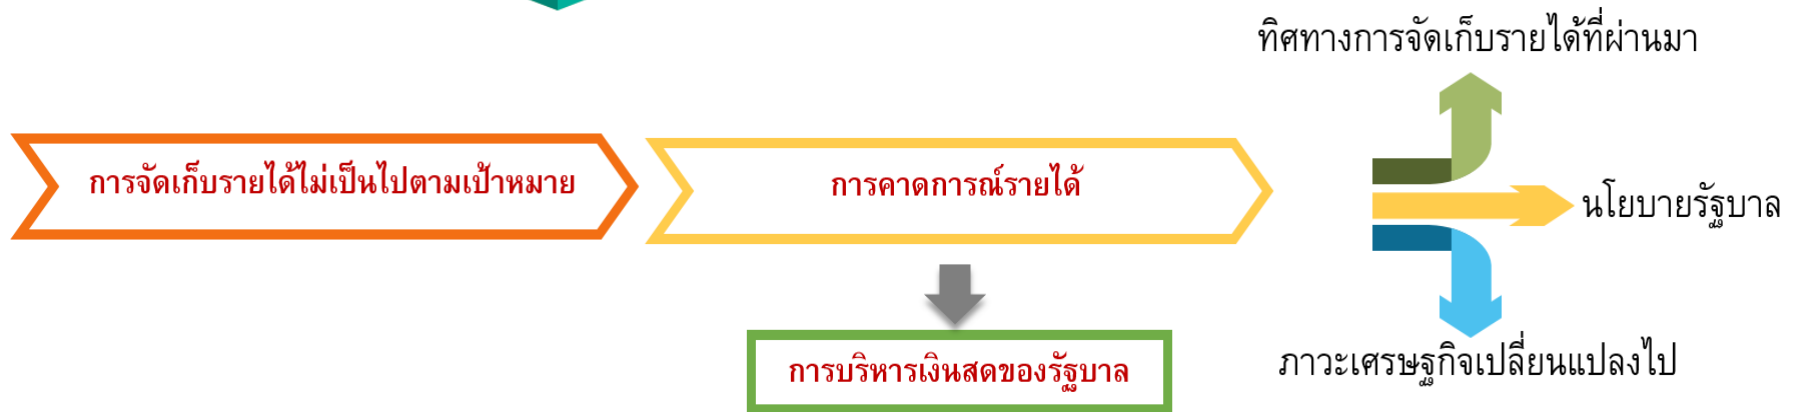 ทิศทางการจัดเก็บรายได้ที่ผ่านมา
การจัดเก็บรายได้ไม่เป็นไปตามเป้าหมาย
การคาดการณ์รายได้
นโยบายรัฐบาล
การบริหารเงินสดของรัฐบาล
ภาวะเศรษฐกิจเปลี่ยนแปลงไป